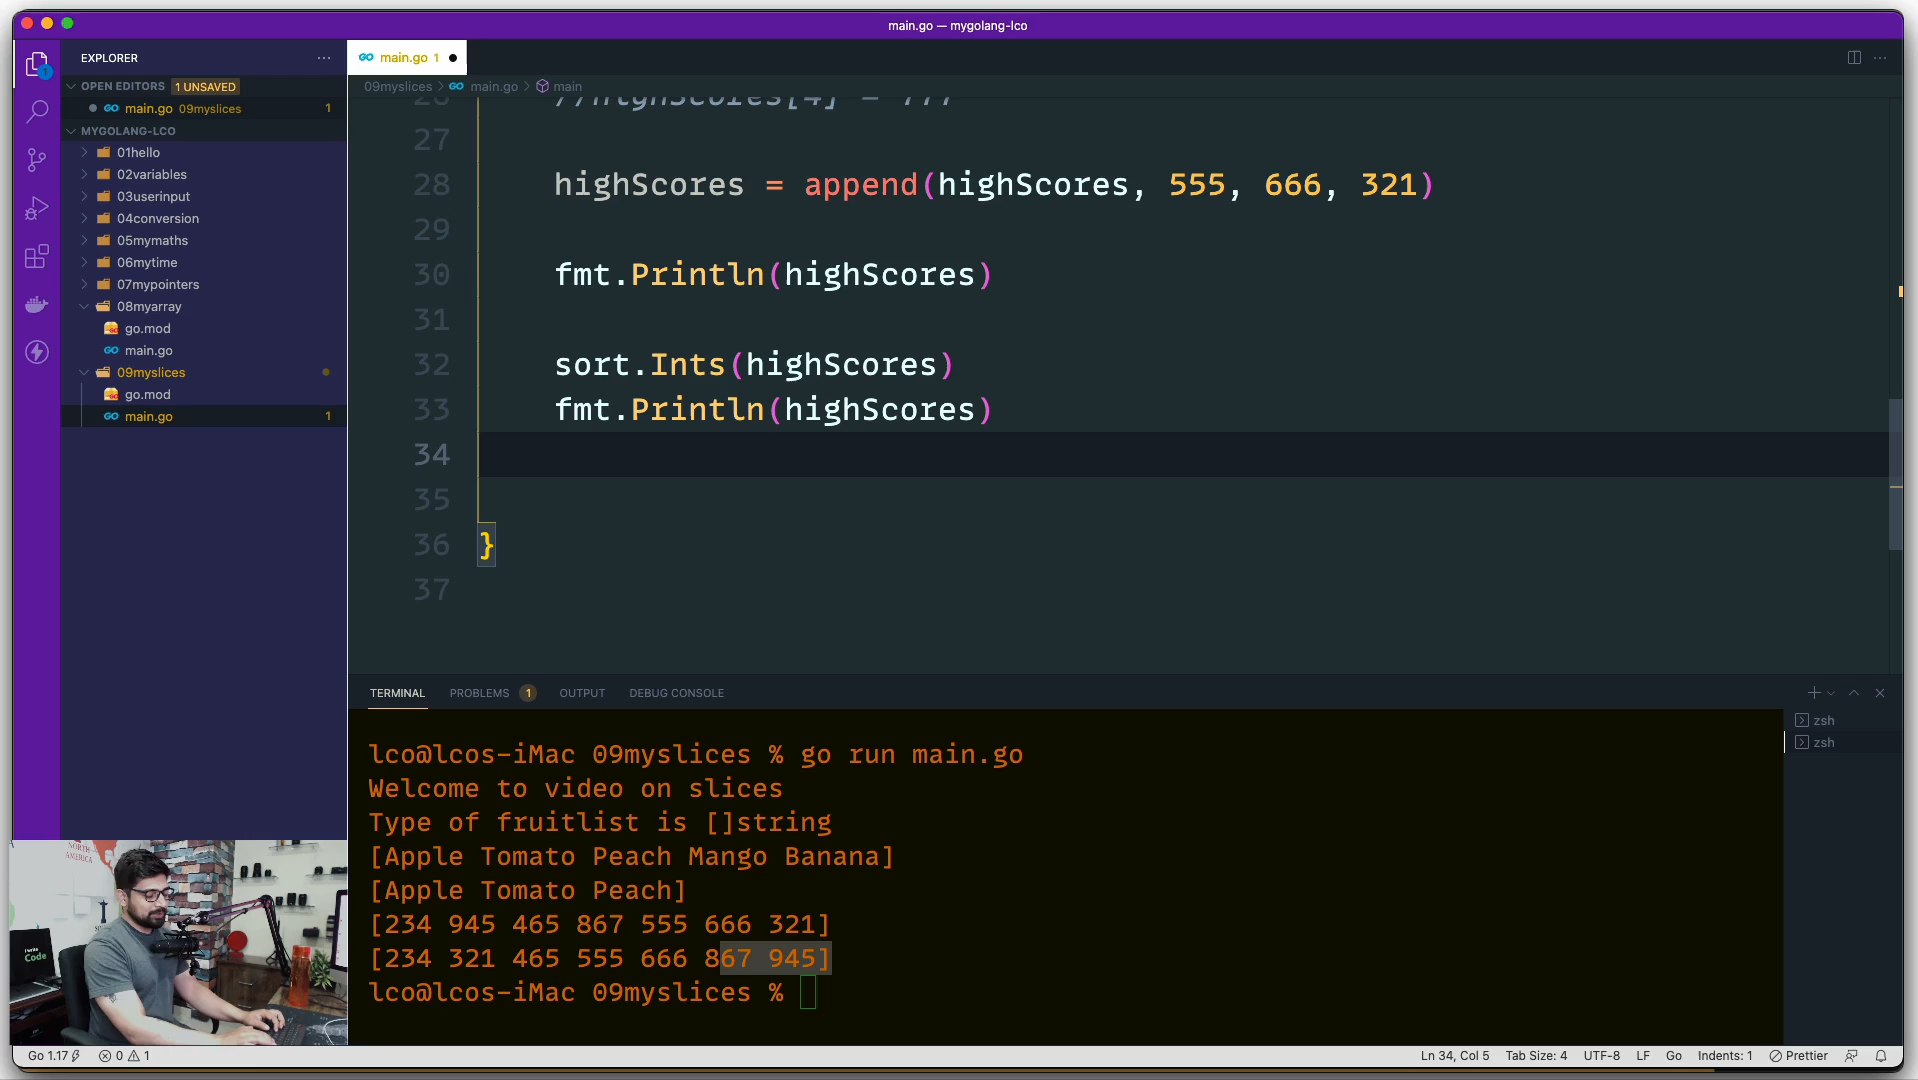 main.go — mygolang-lco
EXPLORER
main.go 1
OPEN EDITORS 1 UNSAVED
main.go 09myslices 1
09myslices > main.go > main
MYGOLANG-LCO
01hello
02variables
03userinput
04conversion
05mymaths
06mytime
07mypointers
08myarray
go.mod
main.go
09myslices
go.mod
main.go 1
26 //highScores[4] = 777
27
28 highScores = append(highScores, 555, 666, 321)
29
30 fmt.Println(highScores)
31
32 sort.Ints(highScores)
33 fmt.Println(highScores)
34
35
36 }
37
TERMINAL PROBLEMS 1 OUTPUT DEBUG CONSOLE
zsh
zsh
lco@lcos-iMac 09myslices % go run main.go
Welcome to video on slices
Type of fruitlist is []string
[Apple Tomato Peach Mango Banana]
[Apple Tomato Peach]
[234 945 465 867 555 666 321]
[234 321 465 555 666 867 945]
lco@lcos-iMac 09myslices %
NORTH
AMERICA
Code
Go 1.17 0 1
Ln 34, Col 5 Tab Size: 4 UTF-8 LF Go Indents: 1 Prettier